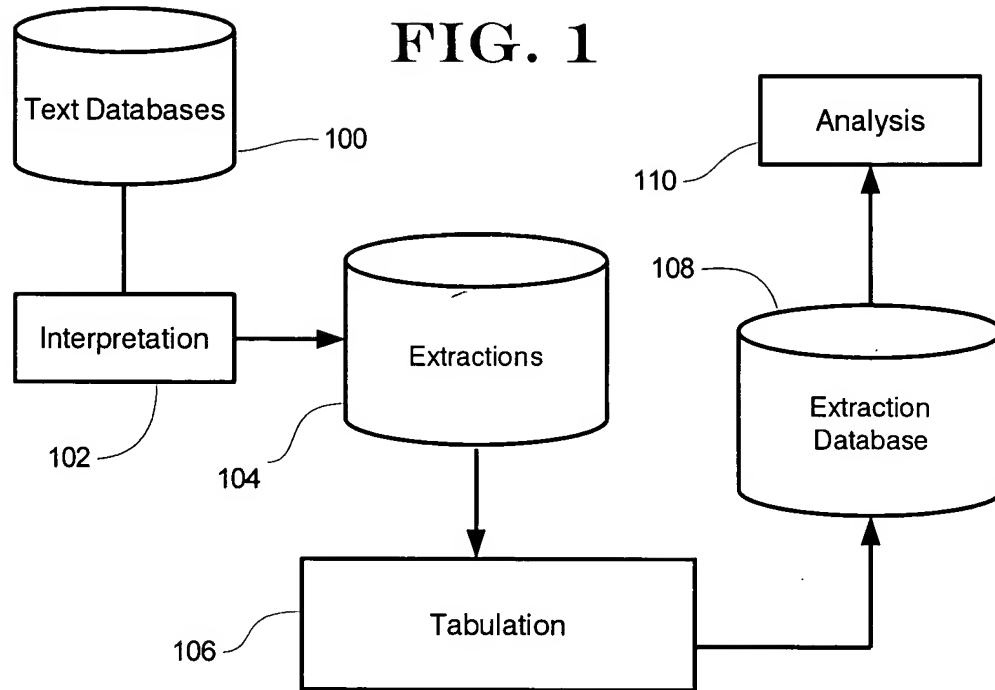 FIG. 1
Text Databases
100
Analysis
110
Interpretation
102
Extractions
104
108
Extraction
Database
Tabulation
106